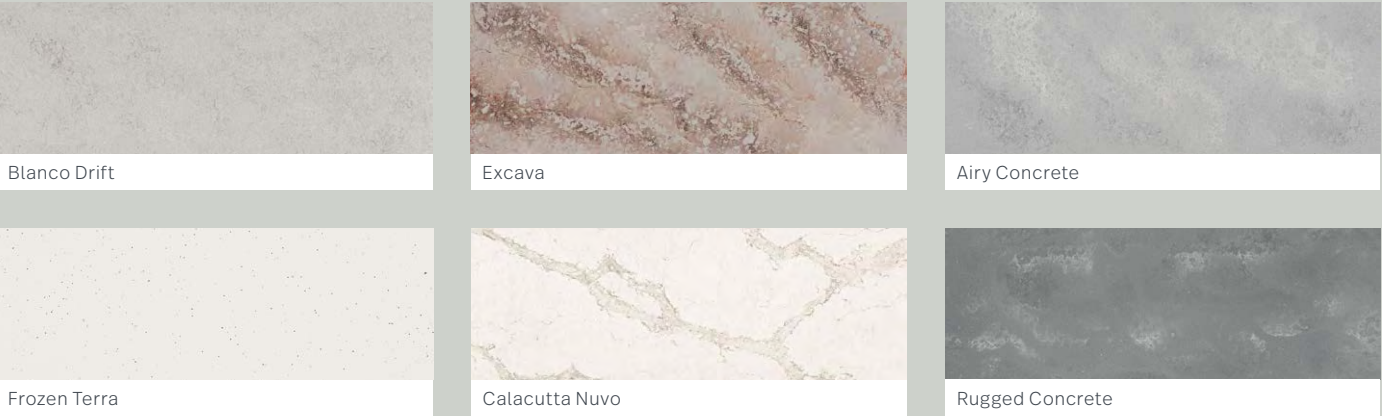 Blanco Drift
Excava
Airy Concrete
Frozen Terra
Calacutta Nuvo
Rugged Concrete